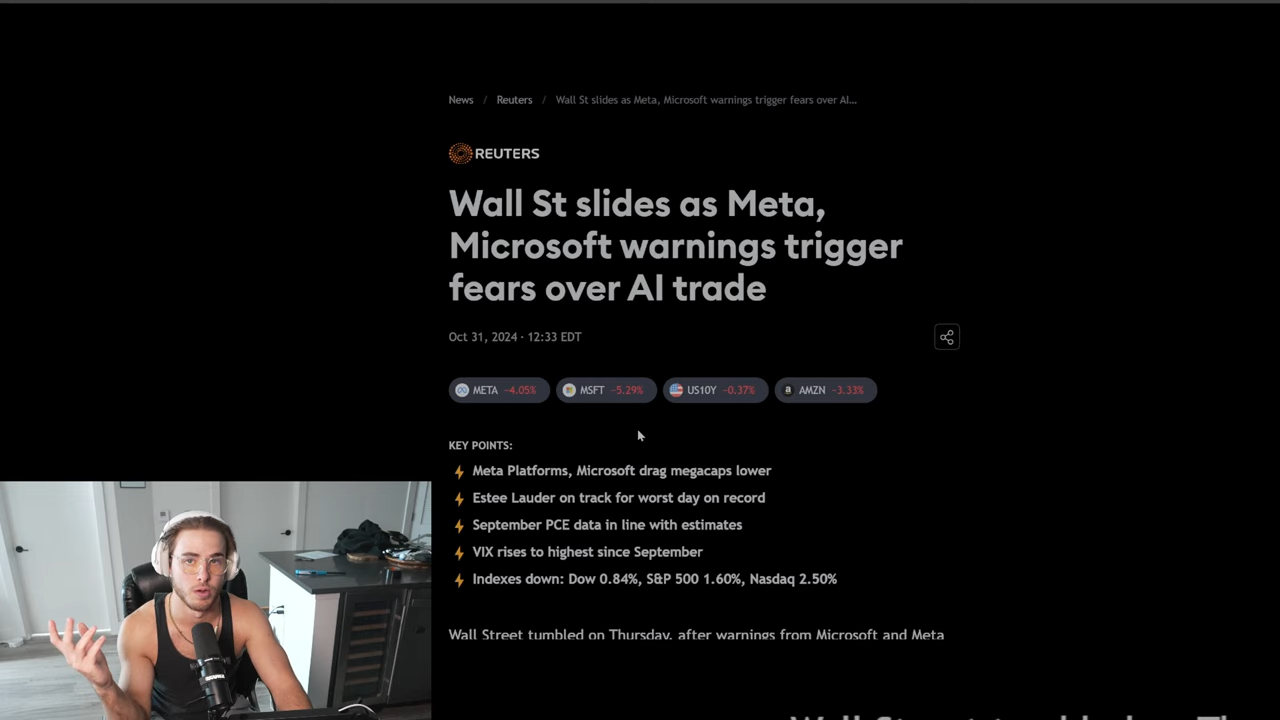 News / Reuters / Wall St slides as Meta, Microsoft warnings trigger fears over AI...
REUTERS
Wall St slides as Meta,
Microsoft warnings trigger
fears over AI trade
Oct 31, 2024 · 12:33 EDT
META −4.05% MSFT −5.29% US10Y −0.37% AMZN −3.33%
KEY POINTS:
Meta Platforms, Microsoft drag megacaps lower
Estee Lauder on track for worst day on record
September PCE data in line with estimates
VIX rises to highest since September
Indexes down: Dow 0.84%, S&P 500 1.60%, Nasdaq 2.50%
Wall Street tumbled on Thursday, after warnings from Microsoft and Meta